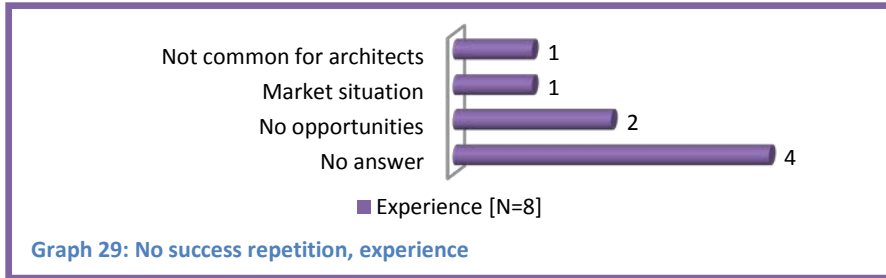 Not common for architects 1
Market situation 1
No opportunities 2
No answer 4
Experience [N=8]
Graph 29: No success repetition, experience